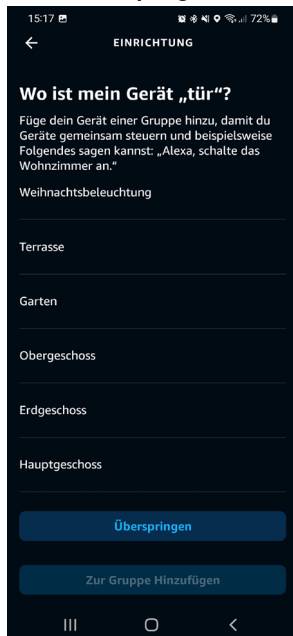 15:17 72%
EINRICHTUNG
Wo ist mein Gerät „tür“?
Füge dein Gerät einer Gruppe hinzu, damit du
Geräte gemeinsam steuern und beispielsweise
Folgendes sagen kannst: „Alexa, schalte das
Wohnzimmer an.“
Weihnachtsbeleuchtung
Terrasse
Garten
Obergeschoss
Erdgeschoss
Hauptgeschoss
Überspringen
Zur Gruppe Hinzufügen